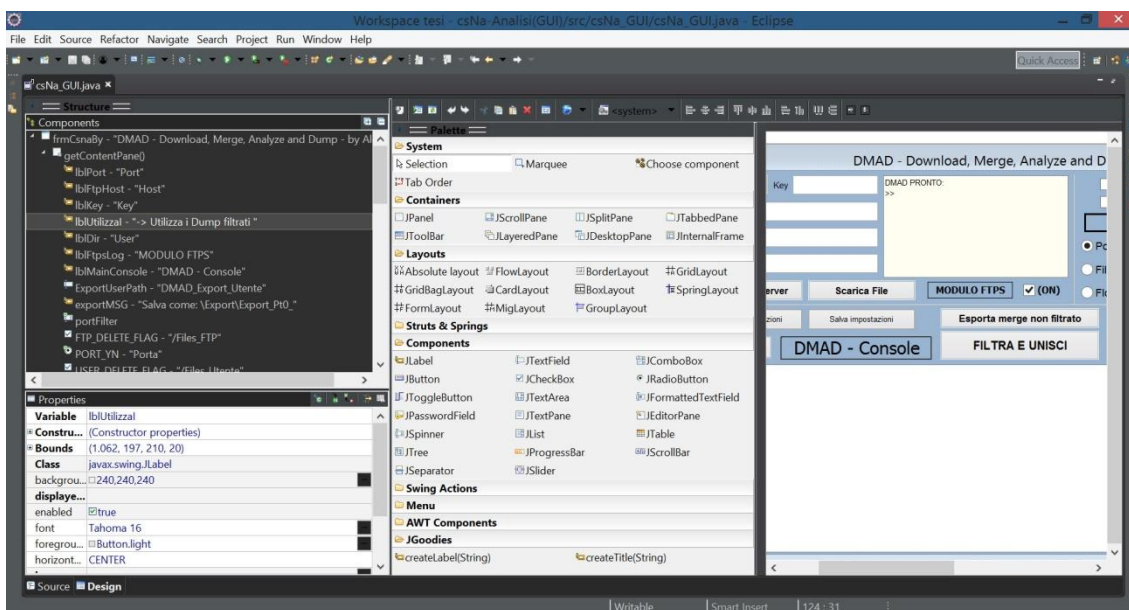 Workspace tesi - csNa-Analisi(GUI)/src/csNa_GUI/csNa_GUI.java - Eclipse
File Edit Source Refactor Navigate Search Project Run Window Help
Quick Access
csNa_GUI.java
Structure
Components
frmCsnaBy - "DMAD - Download, Merge, Analyze and Dump - by Al
getContentPane()
lblPort - "Port"
lblFtpHost - "Host"
lblKey - "Key"
lblUtilizzaI - "-> Utilizza i Dump filtrati "
lblDir - "User"
lblFtpsLog - "MODULO FTPS"
lblMainConsole - "DMAD - Console"
ExportUserPath - "DMAD_Export_Utente"
exportMSG - "Salva come: \Export\Export_Pt0_"
portFilter
FTP_DELETE_FLAG - "/Files_FTP"
PORT_YN - "Porta"
USER_DELETE_FLAG - "/Files_Utente"
Properties
Variable lblUtilizzaI
Constru... (Constructor properties)
Bounds (1.062, 197, 210, 20)
Class javax.swing.JLabel
backgrou... 240,240,240
displaye...
enabled true
font Tahoma 16
foregrou... Button.light
horizont... CENTER
Source Design
Palette
System
Selection Marquee Choose component
Tab Order
Containers
JPanel JScrollPane JSplitPane JTabbedPane
JToolBar JLayeredPane JDesktopPane JInternalFrame
Layouts
Absolute layout FlowLayout BorderLayout GridLayout
GridBagLayout CardLayout BoxLayout SpringLayout
FormLayout MigLayout GroupLayout
Struts & Springs
Components
JLabel JTextField JComboBox
JButton JCheckBox JRadioButton
JToggleButton JTextArea JFormattedTextField
JPasswordField JTextPane JEditorPane
JSpinner JList JTable
JTree JProgressBar JScrollBar
JSeparator JSlider
Swing Actions
Menu
AWT Components
JGoodies
createLabel(String) createTitle(String)
<system>
DMAD - Download, Merge, Analyze and D
Key
DMAD PRONTO:
>>
Po
Fil
erver Scarica File MODULO FTPS (ON) Flo
zioni Salva impostazioni Esporta merge non filtrato
DMAD - Console FILTRA E UNISCI
Writable Smart Insert 124 : 31